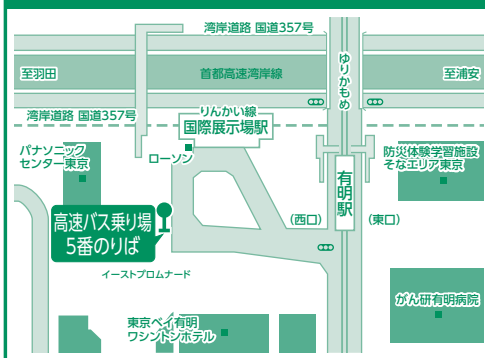 湾岸道路 国道357号
至羽田
首都高速湾岸線
ゆりかもめ
至浦安
湾岸道路 国道357号
りんかい線
国際展示場駅
パナソニック
センター東京
ローソン
防災体験学習施設
そなエリア東京
有明駅
高速バス乗り場
5番のりば
(西口)
(東口)
イーストプロムナード
がん研有明病院
東京ベイ有明
ワシントンホテル